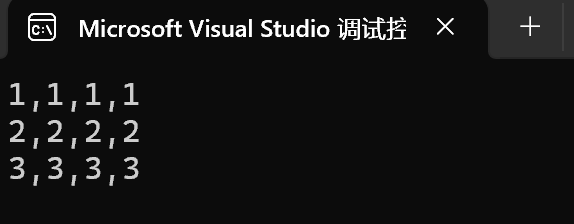 Microsoft Visual Studio 调试控
1,1,1,1
2,2,2,2
3,3,3,3